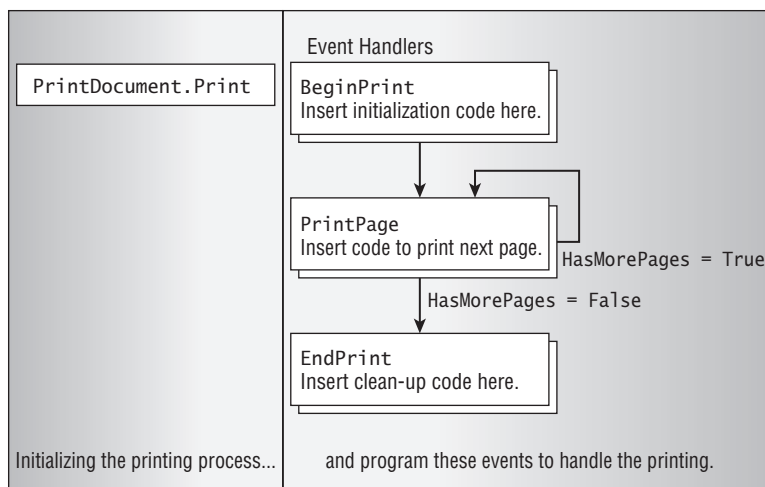 PrintDocument.Print
Event Handlers
BeginPrint
Insert initialization code here.
PrintPage
Insert code to print next page.
HasMorePages = True
HasMorePages = False
EndPrint
Insert clean-up code here.
Initializing the printing process...
and program these events to handle the printing.